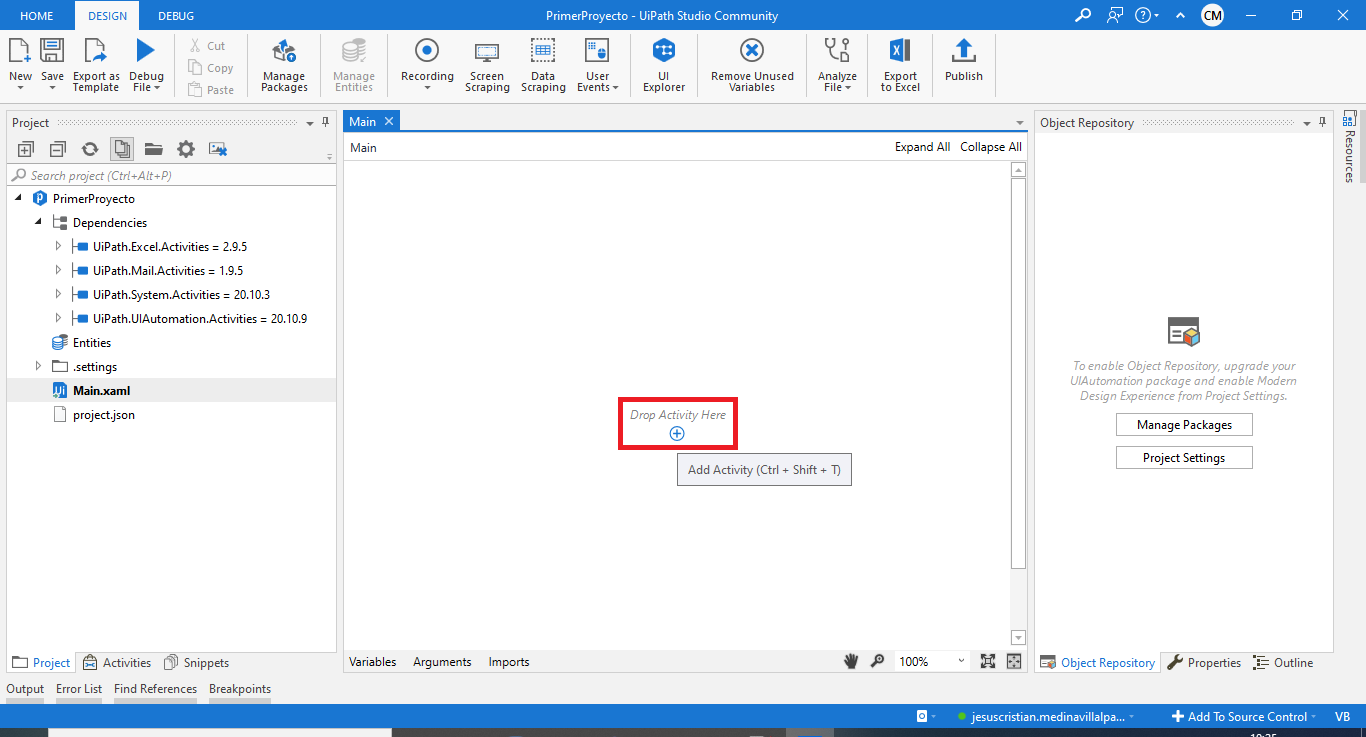 HOME DESIGN DEBUG PrimerProyecto - UiPath Studio Community CM
New Save Export as Template Debug File Cut Copy Paste Manage Packages Manage Entities Recording Screen Scraping Data Scraping User Events UI Explorer Remove Unused Variables Analyze File Export to Excel Publish
Project
Search project (Ctrl+Alt+P)
PrimerProyecto
Dependencies
UiPath.Excel.Activities = 2.9.5
UiPath.Mail.Activities = 1.9.5
UiPath.System.Activities = 20.10.3
UiPath.UIAutomation.Activities = 20.10.9
Entities
.settings
Main.xaml
project.json
Project Activities Snippets
Main
Main Expand All Collapse All
Drop Activity Here
Add Activity (Ctrl + Shift + T)
Variables Arguments Imports 100%
Object Repository
To enable Object Repository, upgrade your
UIAutomation package and enable Modern
Design Experience from Project Settings.
Manage Packages
Project Settings
Object Repository Properties Outline
Resources
Output Error List Find References Breakpoints
jesuscristian.medinavillalpa... Add To Source Control VB